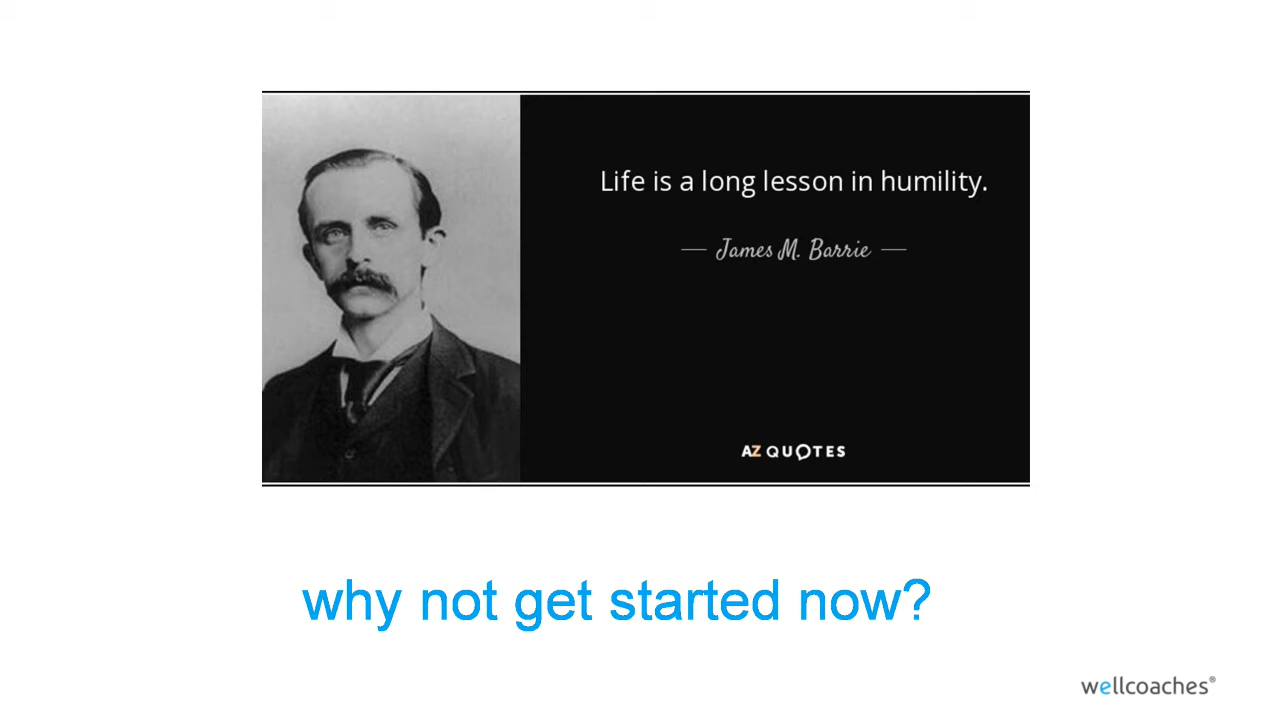 Life is a long lesson in humility.
— James M. Barrie —
AZ QUOTES
why not get started now?
wellcoaches®